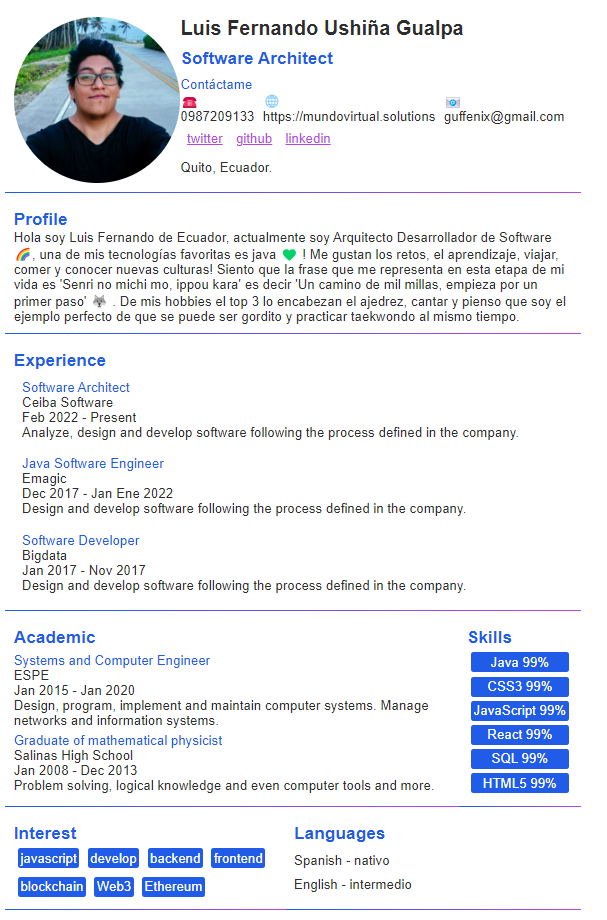 Luis Fernando Ushiña Gualpa
Software Architect
Contáctame
☎️ 🌐 📧
0987209133 https://mundovirtual.solutions guffenix@gmail.com
twitter github linkedin
Quito, Ecuador.
Profile
Hola soy Luis Fernando de Ecuador, actualmente soy Arquitecto Desarrollador de Software
🌈, una de mis tecnologías favoritas es java 💚 ! Me gustan los retos, el aprendizaje, viajar,
comer y conocer nuevas culturas! Siento que la frase que me representa en esta etapa de mi
vida es 'Senri no michi mo, ippou kara' es decir 'Un camino de mil millas, empieza por un
primer paso' 🐺 . De mis hobbies el top 3 lo encabezan el ajedrez, cantar y pienso que soy el
ejemplo perfecto de que se puede ser gordito y practicar taekwondo al mismo tiempo.
Experience
Software Architect
Ceiba Software
Feb 2022 - Present
Analyze, design and develop software following the process defined in the company.
Java Software Engineer
Emagic
Dec 2017 - Jan Ene 2022
Design and develop software following the process defined in the company.
Software Developer
Bigdata
Jan 2017 - Nov 2017
Design and develop software following the process defined in the company.
Academic
Systems and Computer Engineer
ESPE
Jan 2015 - Jan 2020
Design, program, implement and maintain computer systems. Manage
networks and information systems.
Graduate of mathematical physicist
Salinas High School
Jan 2008 - Dec 2013
Problem solving, logical knowledge and even computer tools and more.
Skills
Java 99%
CSS3 99%
JavaScript 99%
React 99%
SQL 99%
HTML5 99%
Interest
javascript develop backend frontend
blockchain Web3 Ethereum
Languages
Spanish - nativo
English - intermedio